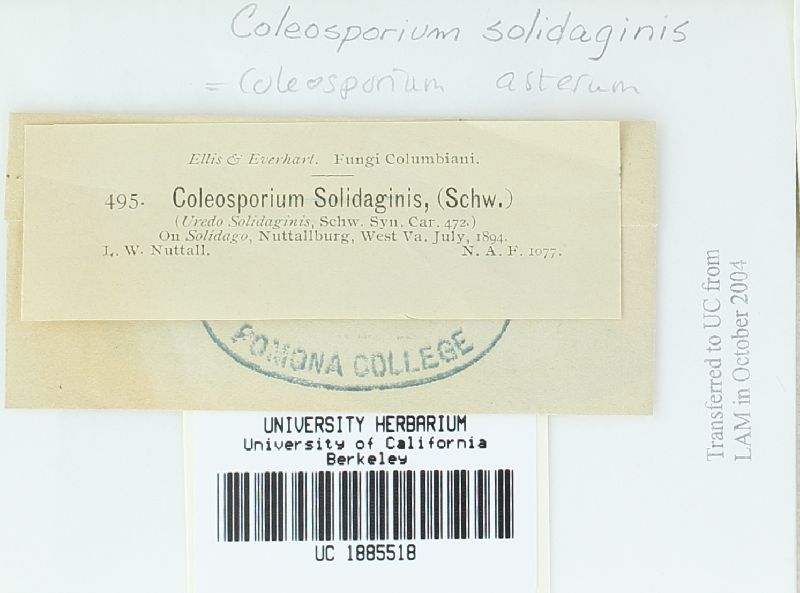 Coleosporium solidaginis
= Coleosporium asterum
Ellis & Everhart. Fungi Columbiani.
495. Coleosporium Solidaginis, (Schw.)
(Uredo Solidaginis, Schw. Syn. Car. 472.)
On Solidago, Nuttallburg, West Va. July, 1894.
L. W. Nuttall. N. A. F. 1077.
POMONA COLLEGE
UNIVERSITY HERBARIUM
University of California
Berkeley
UC 1885518
Transferred to UC from
LAM in October 2004